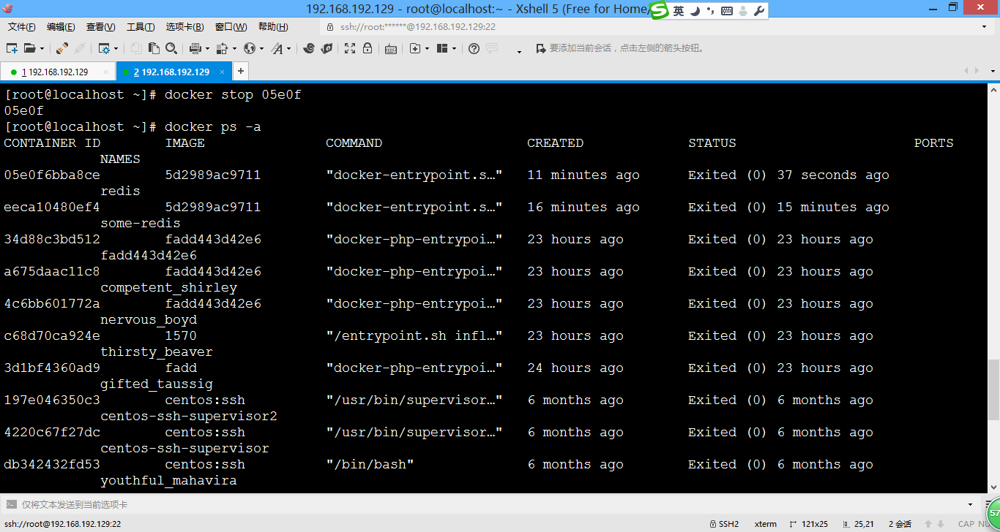 192.168.192.129 - root@localhost:~ - Xshell 5 (Free for Home/
英
文件(F) 编辑(E) 查看(V) 工具(T) 选项卡(B) 窗口(W) 帮助(H)
ssh://root:******@192.168.192.129:22
要添加当前会话，点击左侧的箭头按钮。
1 192.168.192.129 × 2 192.168.192.129 × +
[root@localhost ~]# docker stop 05e0f
05e0f
[root@localhost ~]# docker ps -a
CONTAINER ID IMAGE COMMAND CREATED STATUS PORTS
NAMES
05e0f6bba8ce 5d2989ac9711 "docker-entrypoint.s…" 11 minutes ago Exited (0) 37 seconds ago
redis
eeca10480ef4 5d2989ac9711 "docker-entrypoint.s…" 16 minutes ago Exited (0) 15 minutes ago
some-redis
34d88c3bd512 fadd443d42e6 "docker-php-entrypoi…" 23 hours ago Exited (0) 23 hours ago
fadd443d42e6
a675daac11c8 fadd443d42e6 "docker-php-entrypoi…" 23 hours ago Exited (0) 23 hours ago
competent_shirley
4c6bb601772a fadd443d42e6 "docker-php-entrypoi…" 23 hours ago Exited (0) 23 hours ago
nervous_boyd
c68d70ca924e 1570 "/entrypoint.sh infl…" 23 hours ago Exited (0) 23 hours ago
thirsty_beaver
3d1bf4360ad9 fadd "docker-php-entrypoi…" 24 hours ago Exited (0) 23 hours ago
gifted_taussig
197e046350c3 centos:ssh "/usr/bin/supervisor…" 6 months ago Exited (0) 6 months ago
centos-ssh-supervisor2
4220c67f27dc centos:ssh "/usr/bin/supervisor…" 6 months ago Exited (0) 6 months ago
centos-ssh-supervisor
db342432fd53 centos:ssh "/bin/bash" 6 months ago Exited (0) 6 months ago
youthful_mahavira
仅将文本发送到当前选项卡
57
ssh://root@192.168.192.129:22 SSH2 xterm 121x25 25,21 2 会话 CAP NU